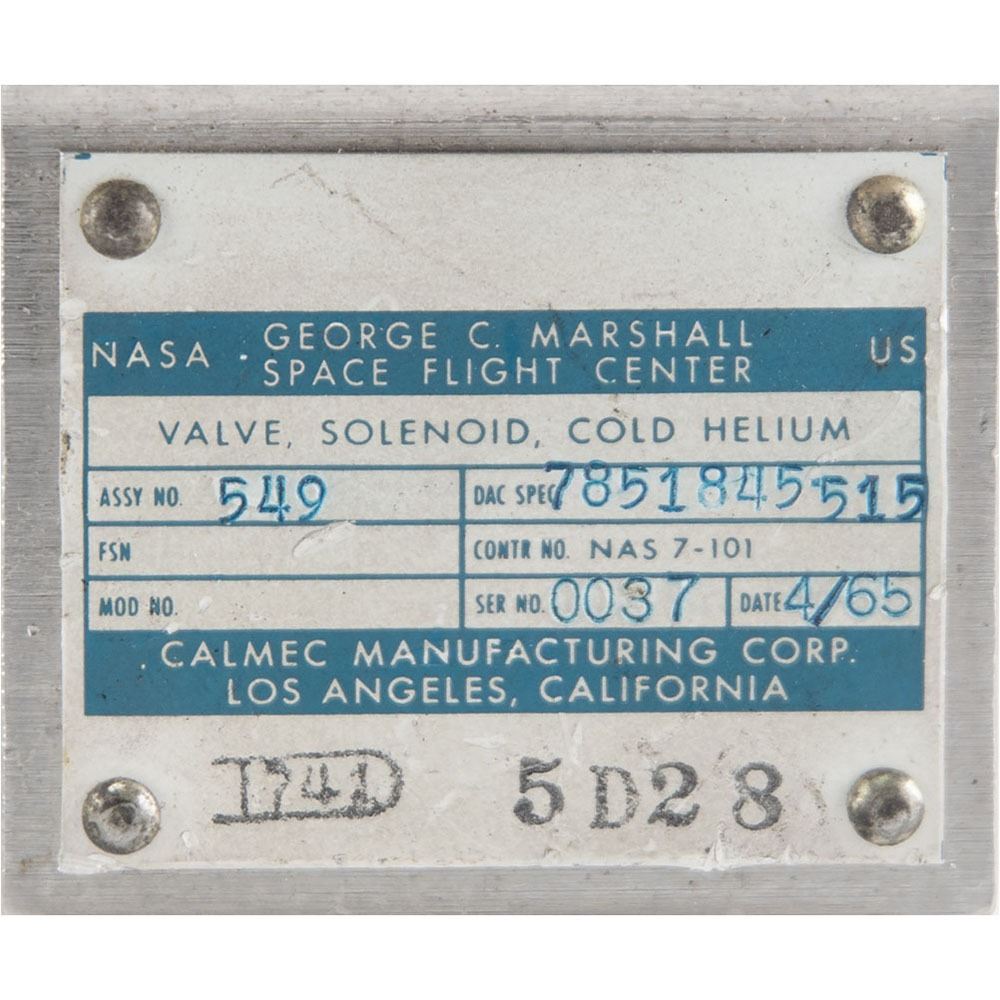 NASA GEORGE C. MARSHALL SPACE FLIGHT CENTER US
VALVE, SOLENOID, COLD HELIUM
ASSY NO. 549 DAC SPEC 7851845-515
FSN CONTR NO. NAS 7-101
MOD NO. SER NO. 0037 DATE 4/65
CALMEC MANUFACTURING CORP.
LOS ANGELES, CALIFORNIA
1741 5D28